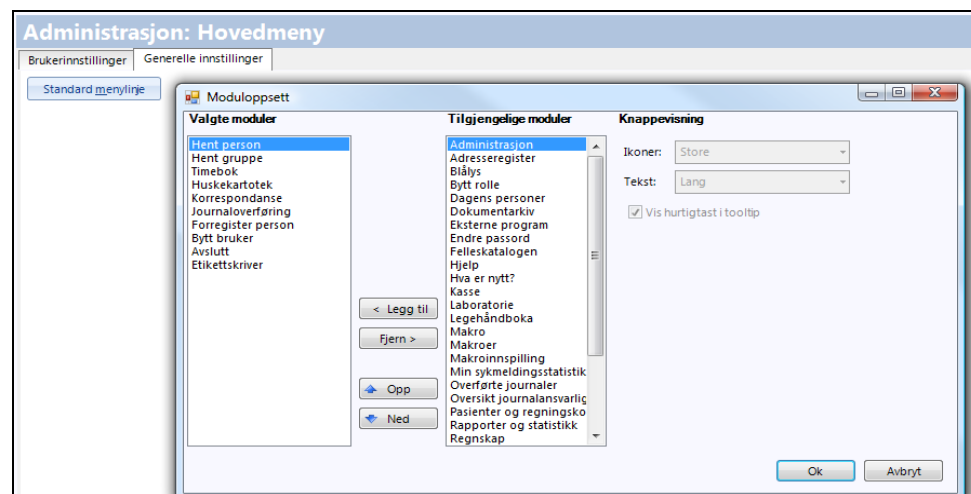 Administrasjon: Hovedmeny
Brukerinnstillinger
Generelle innstillinger
Standard menylinje
Moduloppsett
Valgte moduler
Hent person
Hent gruppe
Timebok
Huskekartotek
Korrespondanse
Journaloverføring
Forregister person
Bytt bruker
Avslutt
Etikettskriver
< Legg til
Fjern >
Opp
Ned
Tilgjengelige moduler
Administrasjon
Adresseregister
Blålys
Bytt rolle
Dagens personer
Dokumentarkiv
Eksterne program
Endre passord
Felleskatalogen
Hjelp
Hva er nytt?
Kasse
Laboratorie
Legehåndboka
Makro
Makroer
Makroinnspilling
Min sykmeldingsstatistik
Overførte journaler
Oversikt journalansvarlig
Pasienter og regningsko
Rapporter og statistikk
Regnskap
Knappevisning
Ikoner: Store
Tekst: Lang
Vis hurtigtast i tooltip
Ok
Avbryt